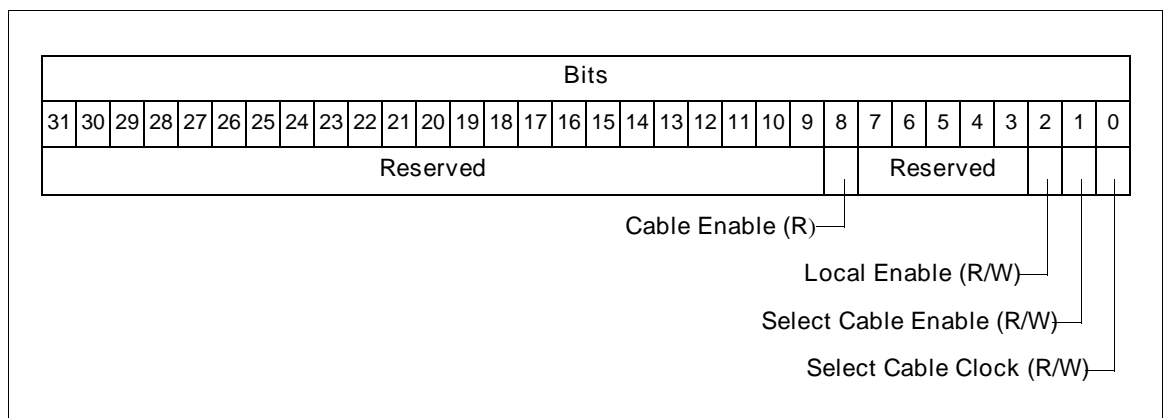 Bits
31 30 29 28 27 26 25 24 23 22 21 20 19 18 17 16 15 14 13 12 11 10 9 8 7 6 5 4 3 2 1 0
Reserved Reserved
Cable Enable (R)
Local Enable (R/W)
Select Cable Enable (R/W)
Select Cable Clock (R/W)